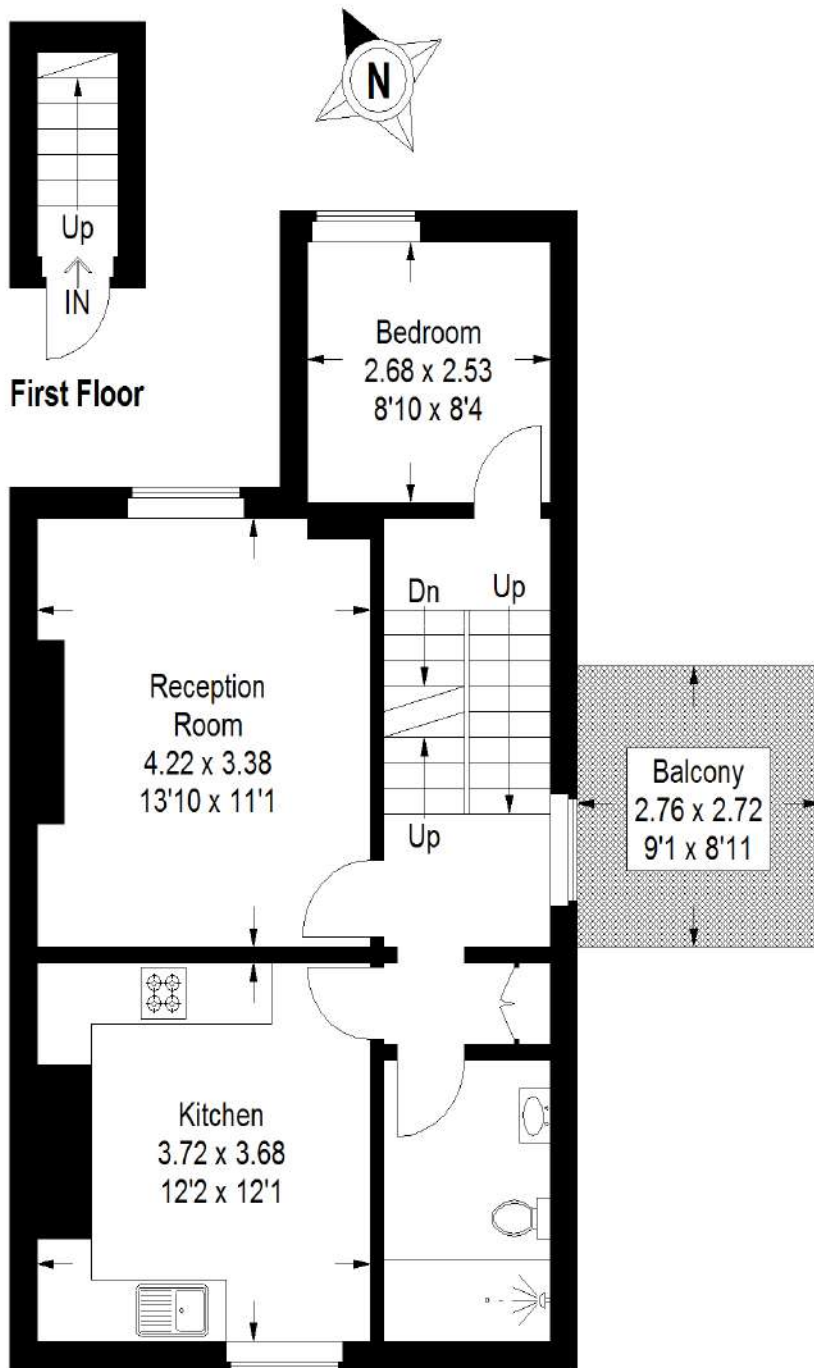 N
Up
IN
First Floor
Bedroom
2.68 x 2.53
8'10 x 8'4
Dn
Up
Reception
Room
4.22 x 3.38
13'10 x 11'1
Balcony
2.76 x 2.72
9'1 x 8'11
Up
Kitchen
3.72 x 3.68
12'2 x 12'1